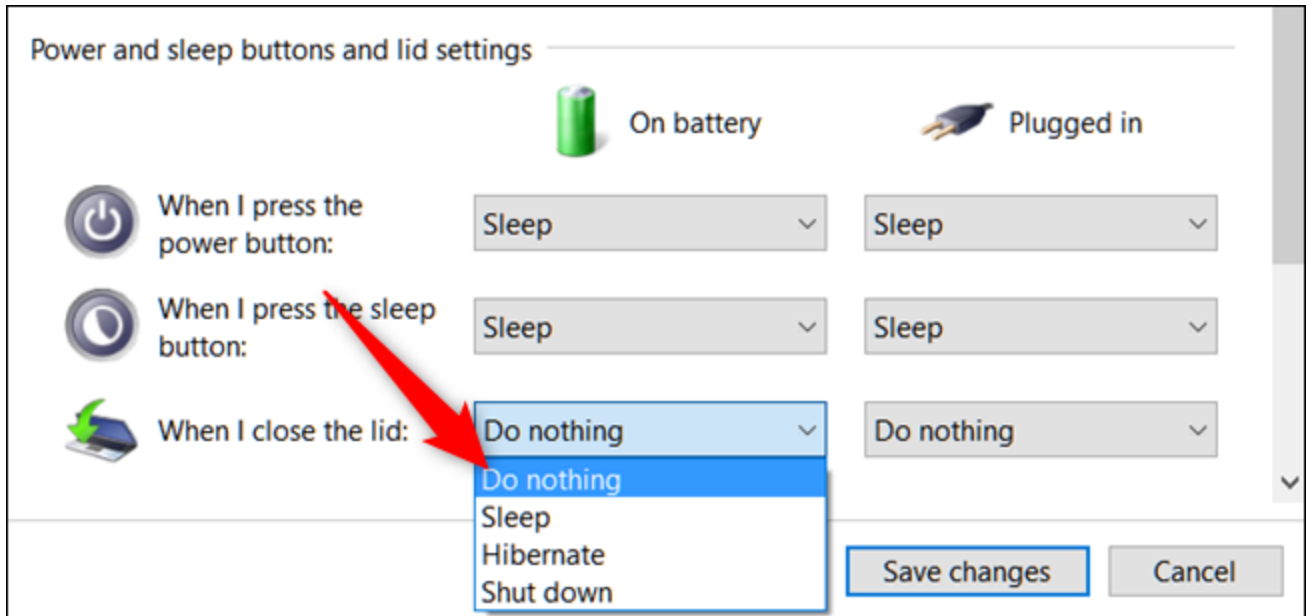 Power and sleep buttons and lid settings
On battery
Plugged in
When I press the
power button:
Sleep
Sleep
When I press the sleep
button:
Sleep
Sleep
When I close the lid:
Do nothing
Do nothing
Do nothing
Sleep
Hibernate
Shut down
Save changes
Cancel